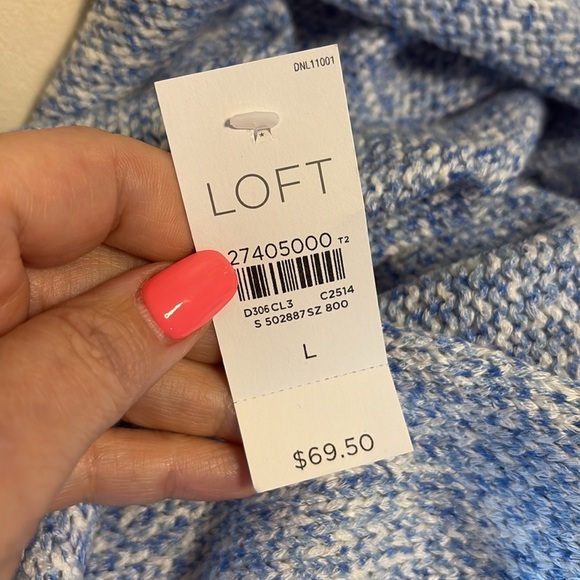 DNL11001
LOFT
27405000 T2
D306CL3 C2514
S 502887SZ 800
L
$69.50